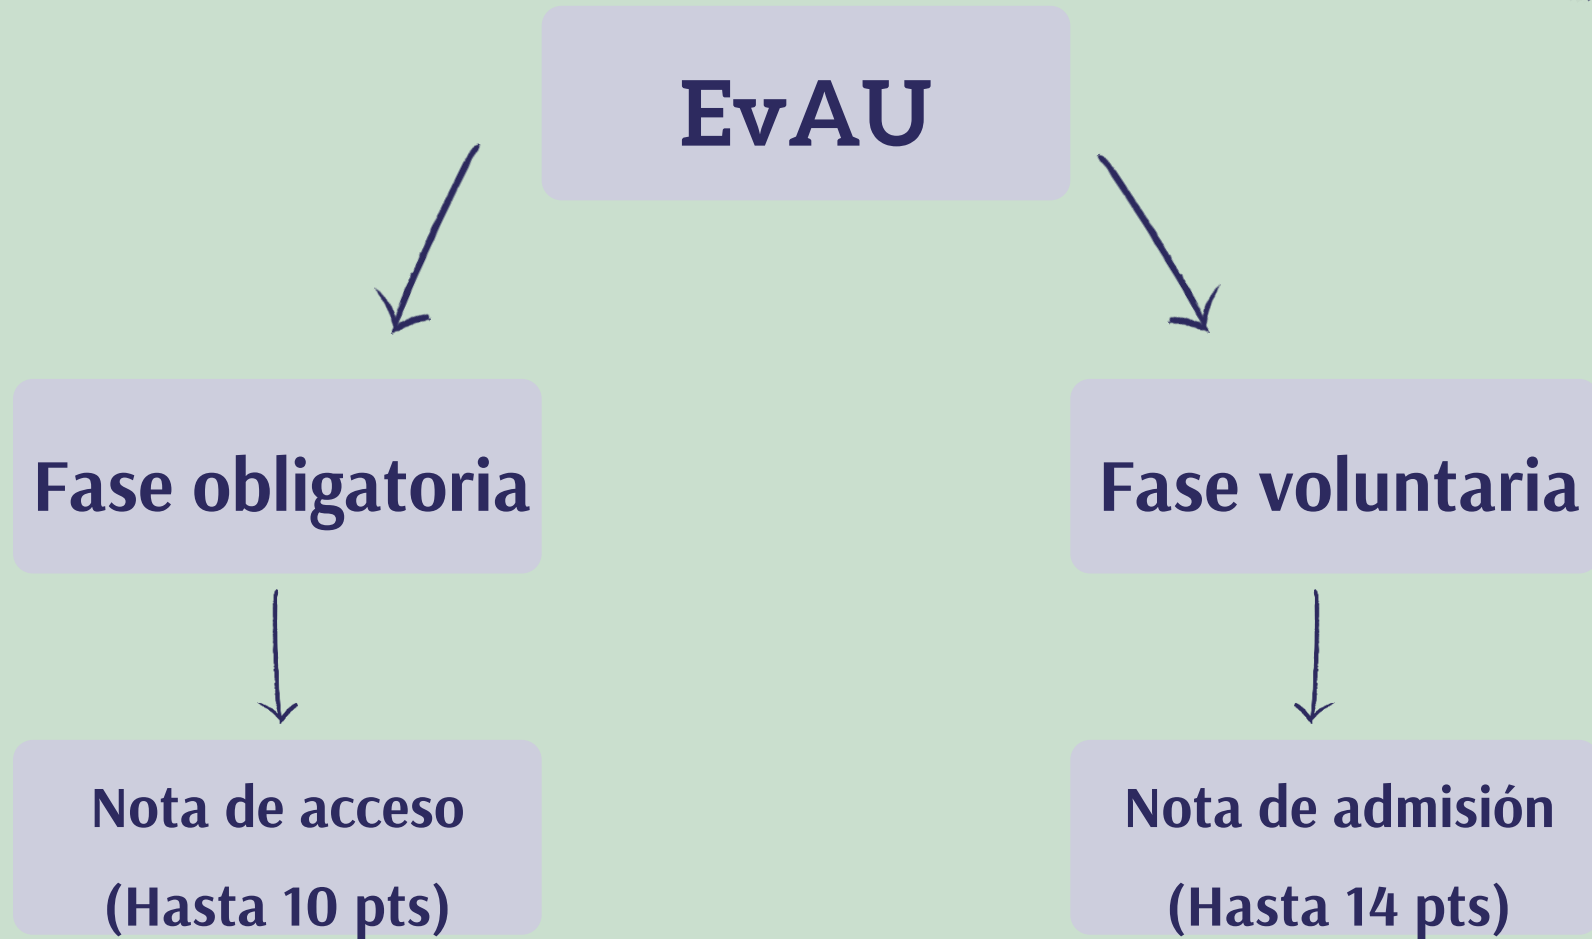 EvAU
Fase obligatoria
Fase voluntaria
Nota de acceso
(Hasta 10 pts)
Nota de admisión
(Hasta 14 pts)